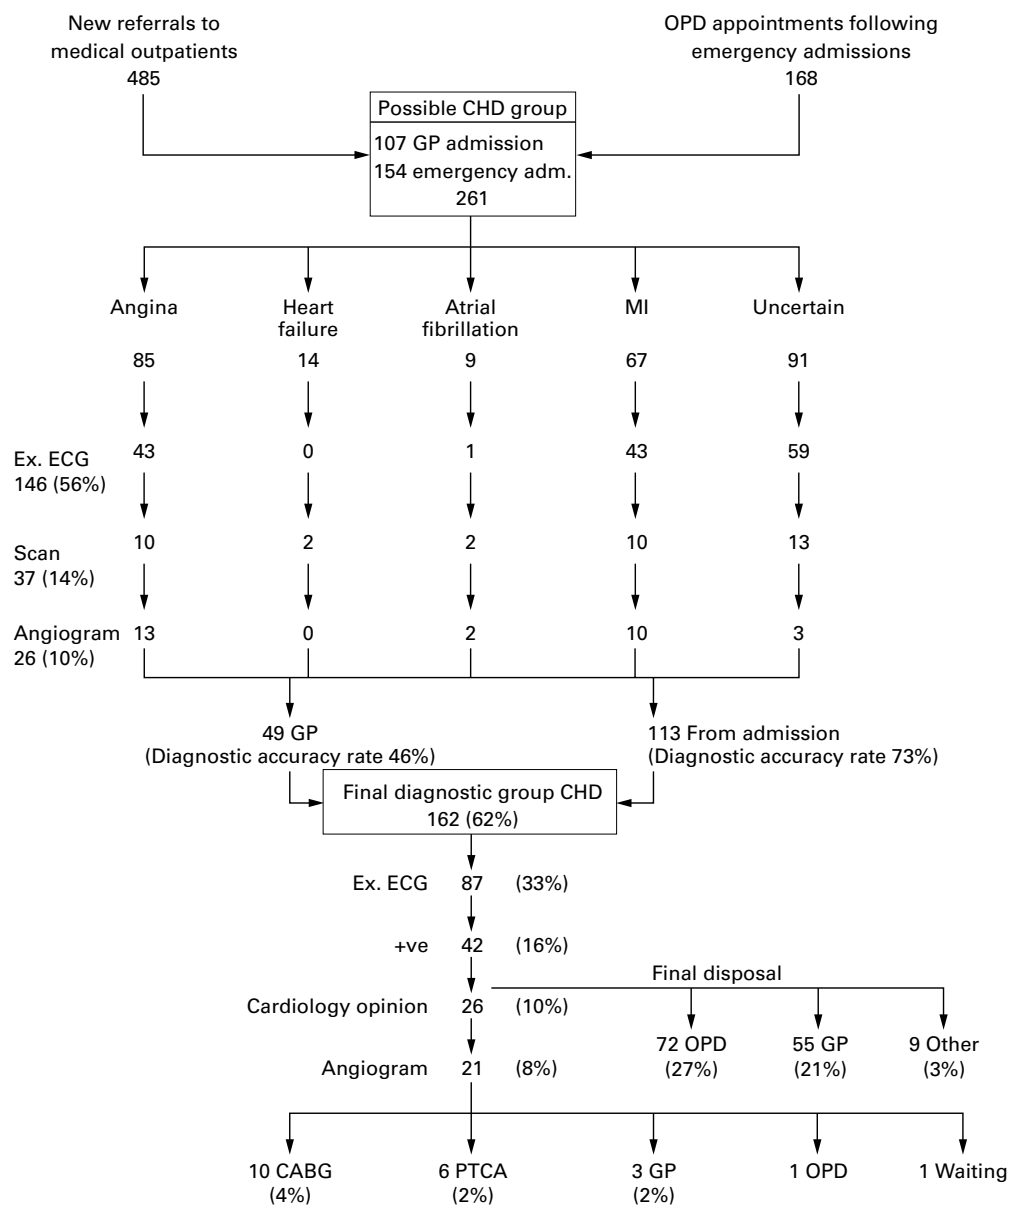 New referrals to
medical outpatients
485
OPD appointments following
emergency admissions
168
Possible CHD group
107 GP admission
154 emergency adm.
261
Angina
Heart
failure
Atrial
fibrillation
MI
Uncertain
85 14 9 67 91
Ex. ECG
146 (56%)
43 0 1 43 59
Scan
37 (14%)
10 2 2 10 13
Angiogram
26 (10%)
13 0 2 10 3
49 GP
(Diagnostic accuracy rate 46%)
113 From admission
(Diagnostic accuracy rate 73%)
Final diagnostic group CHD
162 (62%)
Ex. ECG 87 (33%)
+ve 42 (16%)
Final disposal
Cardiology opinion 26 (10%)
72 OPD
(27%)
55 GP
(21%)
9 Other
(3%)
Angiogram 21 (8%)
10 CABG
(4%)
6 PTCA
(2%)
3 GP
(2%)
1 OPD
1 Waiting